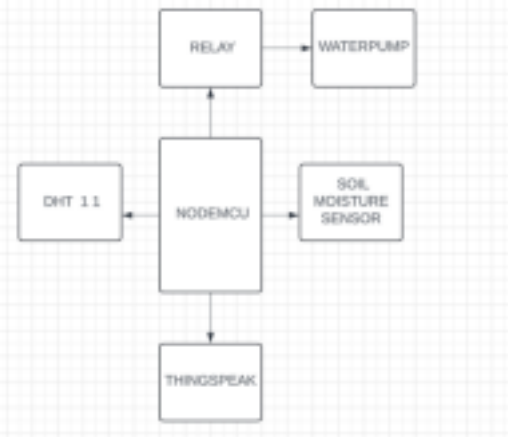 RELAY
WATERPUMP
DHT 11
NODEMCU
SOIL
MOISTURE
SENSOR
THINGSPEAK